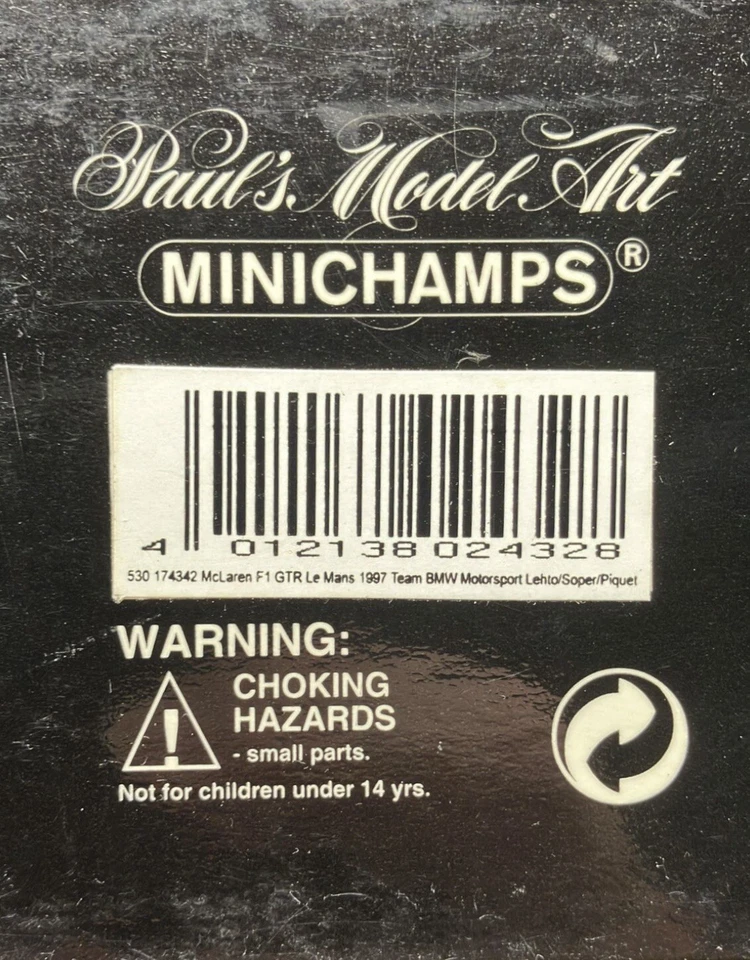 Paul's Model Art
MINICHAMPS®
4 012138 024328
530 174342 McLaren F1 GTR Le Mans 1997 Team BMW Motorsport Lehto/Soper/Piquet
WARNING:
CHOKING
HAZARDS
- small parts.
Not for children under 14 yrs.